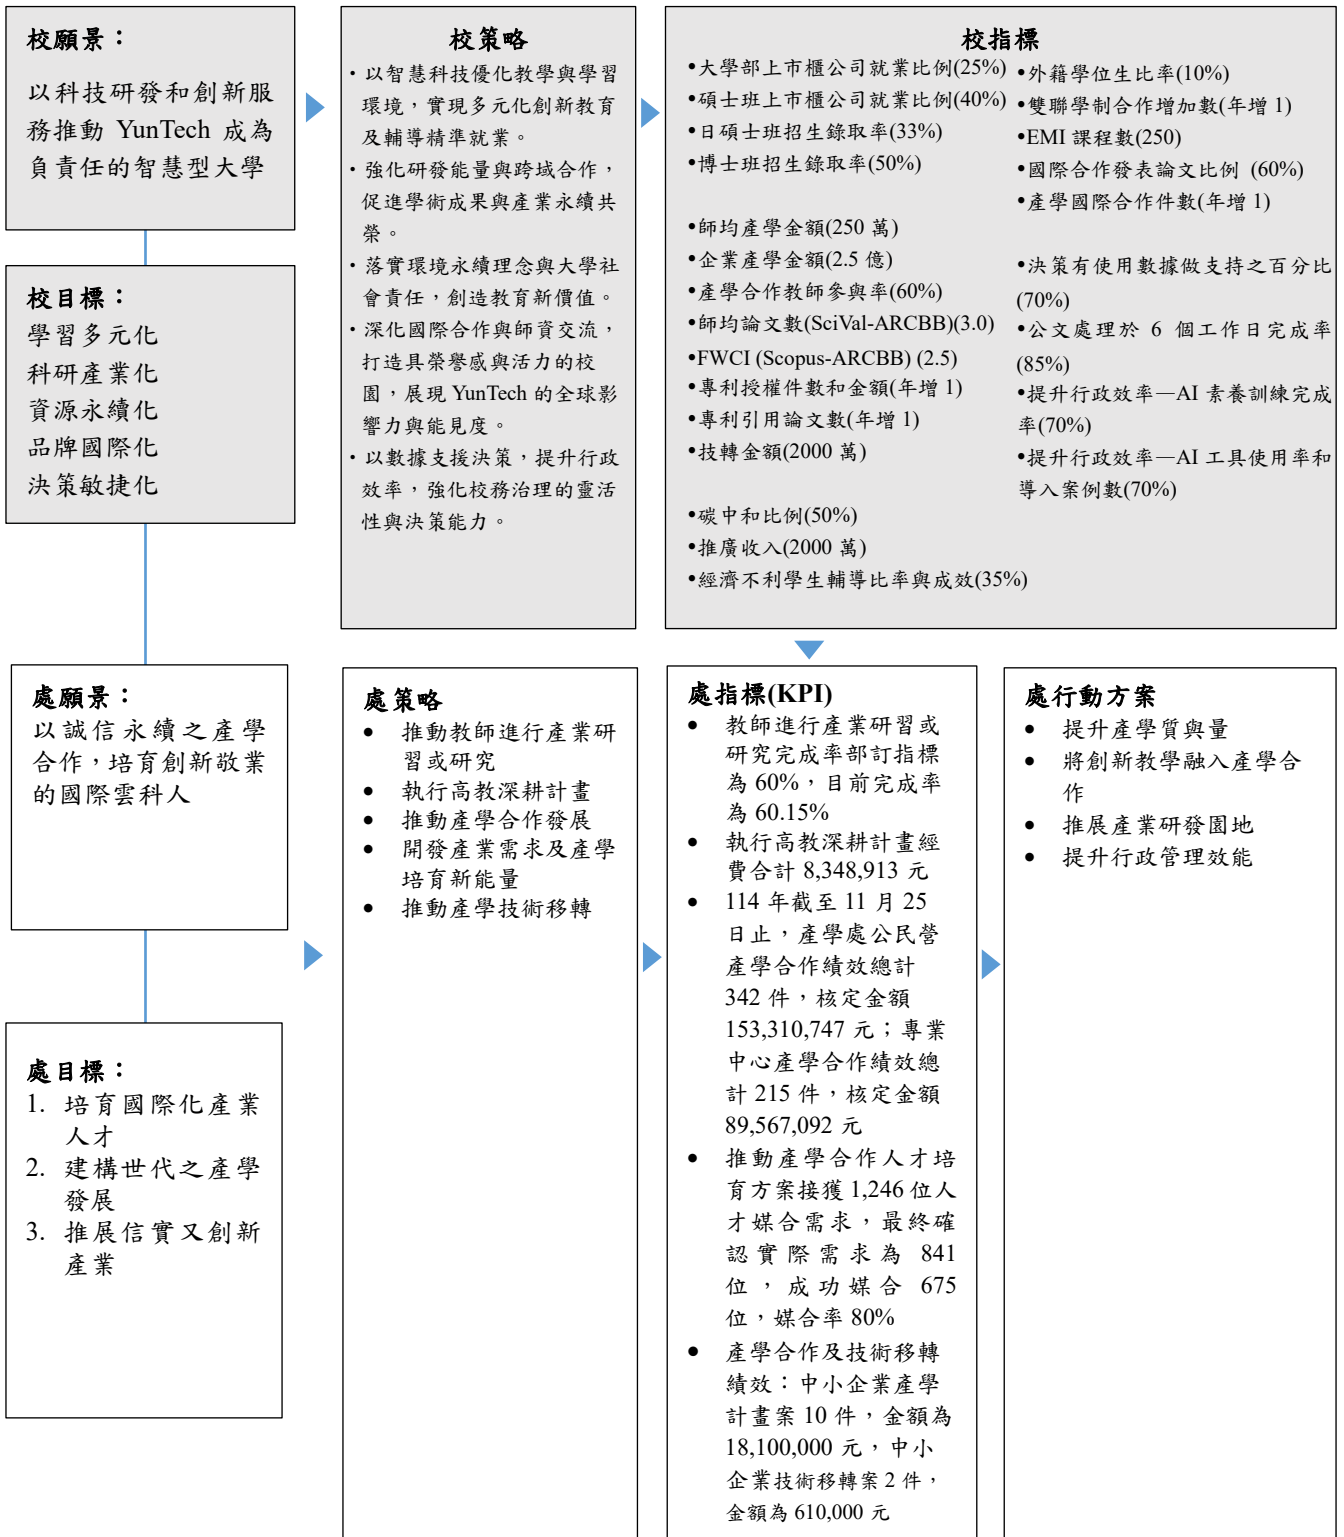 校願景：
以科技研發和創新服
務推動 YunTech 成為
負責任的智慧型大學
校目標：
學習多元化
科研產業化
資源永續化
品牌國際化
決策敏捷化
校策略
・以智慧科技優化教學與學習
環境，實現多元化創新教育
及輔導精準就業。
・強化研發能量與跨域合作，
促進學術成果與產業永續共
榮。
・落實環境永續理念與大學社
會責任，創造教育新價值。
・深化國際合作與師資交流，
打造具榮譽感與活力的校
園，展現 YunTech 的全球影
響力與能見度。
・以數據支援決策，提升行政
效率，強化校務治理的靈活
性與決策能力。
校指標
•大學部上市櫃公司就業比例(25%)
•碩士班上市櫃公司就業比例(40%)
•日碩士班招生錄取率(33%)
•博士班招生錄取率(50%)
•師均產學金額(250 萬)
•企業產學金額(2.5 億)
•產學合作教師參與率(60%)
•師均論文數(SciVal-ARCBB)(3.0)
•FWCI (Scopus-ARCBB) (2.5)
•專利授權件數和金額(年增 1)
•專利引用論文數(年增 1)
•技轉金額(2000 萬)
•碳中和比例(50%)
•推廣收入(2000 萬)
•經濟不利學生輔導比率與成效(35%)
•外籍學位生比率(10%)
•雙聯學制合作增加數(年增 1)
•EMI 課程數(250)
•國際合作發表論文比例 (60%)
•產學國際合作件數(年增 1)
•決策有使用數據做支持之百分比
(70%)
•公文處理於 6 個工作日完成率
(85%)
•提升行政效率—AI 素養訓練完成
率(70%)
•提升行政效率—AI 工具使用率和
導入案例數(70%)
處願景：
以誠信永續之產學
合作，培育創新敬業
的國際雲科人
處目標：
1. 培育國際化產業
人才
2. 建構世代之產學
發展
3. 推展信實又創新
產業
處策略
• 推動教師進行產業研
習或研究
• 執行高教深耕計畫
• 推動產學合作發展
• 開發產業需求及產學
培育新能量
• 推動產學技術移轉
處指標(KPI)
• 教師進行產業研習或
研究完成率部訂指標
為 60%，目前完成率
為 60.15%
• 執行高教深耕計畫經
費合計 8,348,913 元
• 114 年截至 11 月 25
日止，產學處公民營
產學合作績效總計
342 件，核定金額
153,310,747 元；專業
中心產學合作績效總
計 215 件，核定金額
89,567,092 元
• 推動產學合作人才培
育方案接獲 1,246 位人
才媒合需求，最終確
認實際需求為 841
位，成功媒合 675
位，媒合率 80%
• 產學合作及技術移轉
績效：中小企業產學
計畫案 10 件，金額為
18,100,000 元，中小
企業技術移轉案 2 件，
金額為 610,000 元
處行動方案
• 提升產學質與量
• 將創新教學融入產學合
作
• 推展產業研發園地
• 提升行政管理效能